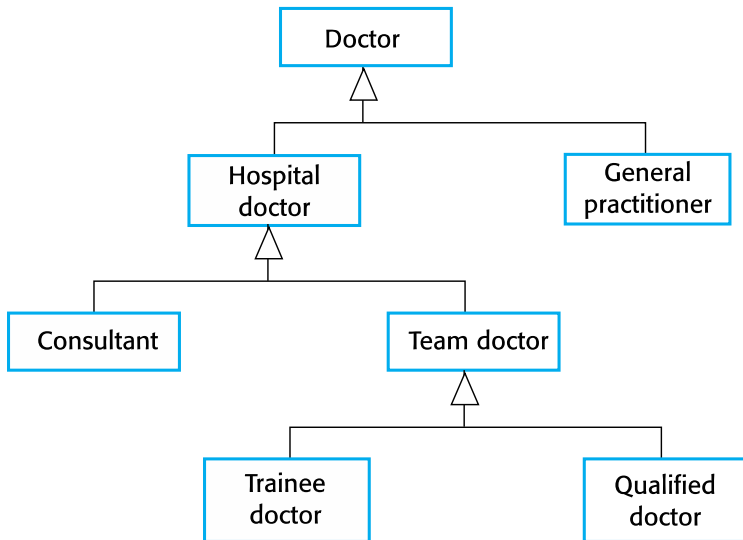 Doctor
Hospital
doctor
General
practitioner
Consultant
Team doctor
Trainee
doctor
Qualified
doctor